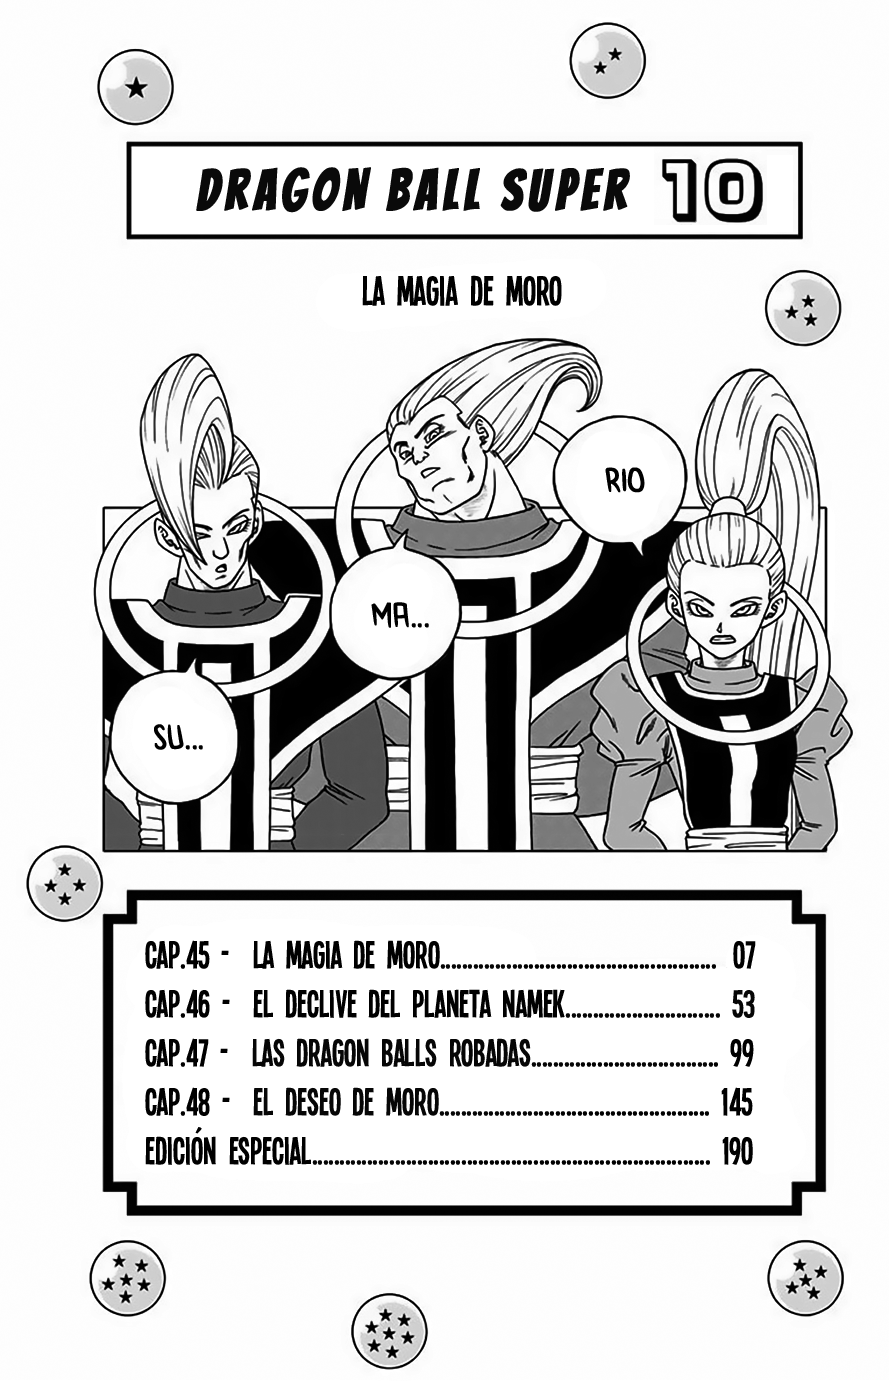 DRAGON BALL SUPER 10
LA MAGIA DE MORO
SU...
MA...
RIO
CAP.45 - LA MAGIA DE MORO.................................................. 07
CAP.46 - EL DECLIVE DEL PLANETA NAMEK............................ 53
CAP.47 - LAS DRAGON BALLS ROBADAS.................................. 99
CAP.48 - EL DESEO DE MORO................................................. 145
EDICIÓN ESPECIAL........................................................................ 190